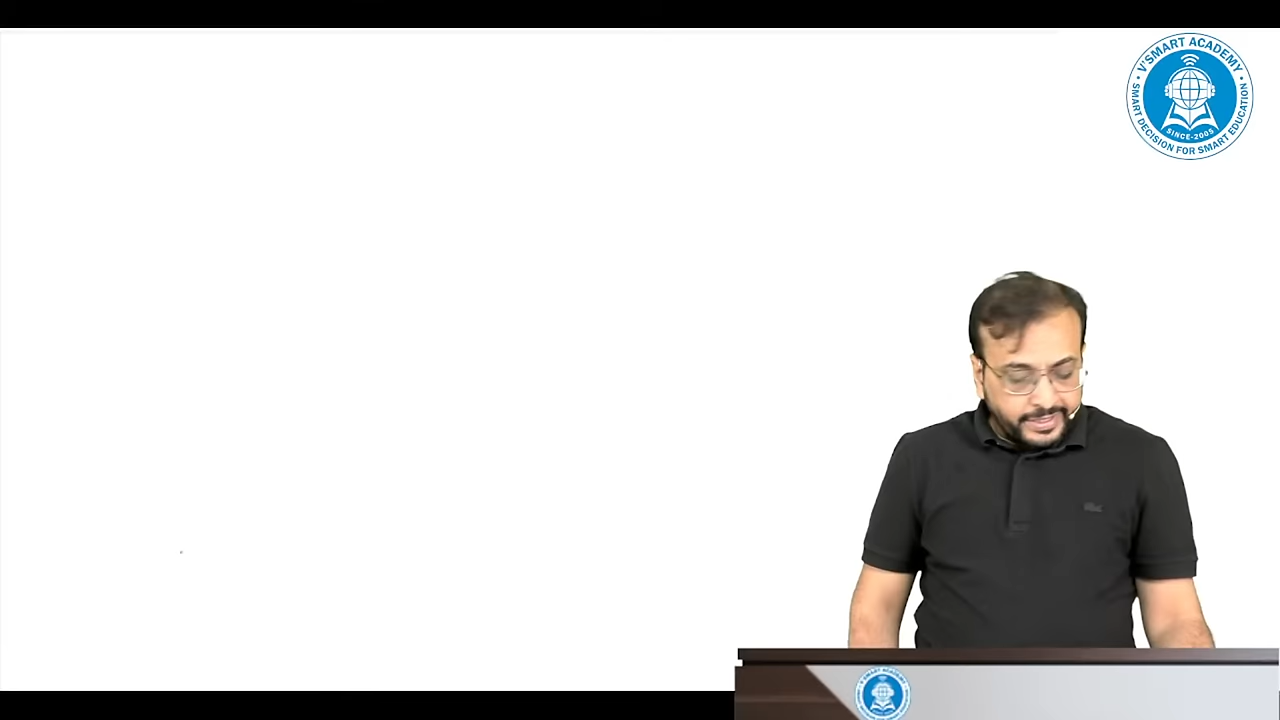 V'SMART ACADEMY
SMART DECISION FOR SMART EDUCATION
SINCE-2005